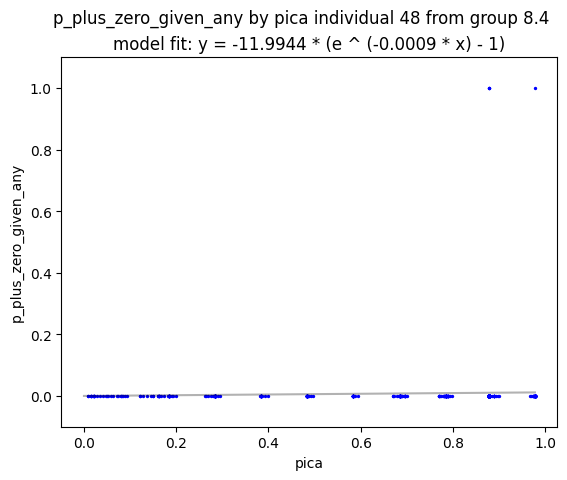 p_plus_zero_given_any by pica individual 48 from group 8.4
model fit: y = -11.9944 * (e ^ (-0.0009 * x) - 1)
1.0
0.8
0.6
0.4
0.2
0.0
p_plus_zero_given_any
0.0 0.2 0.4 0.6 0.8 1.0
pica